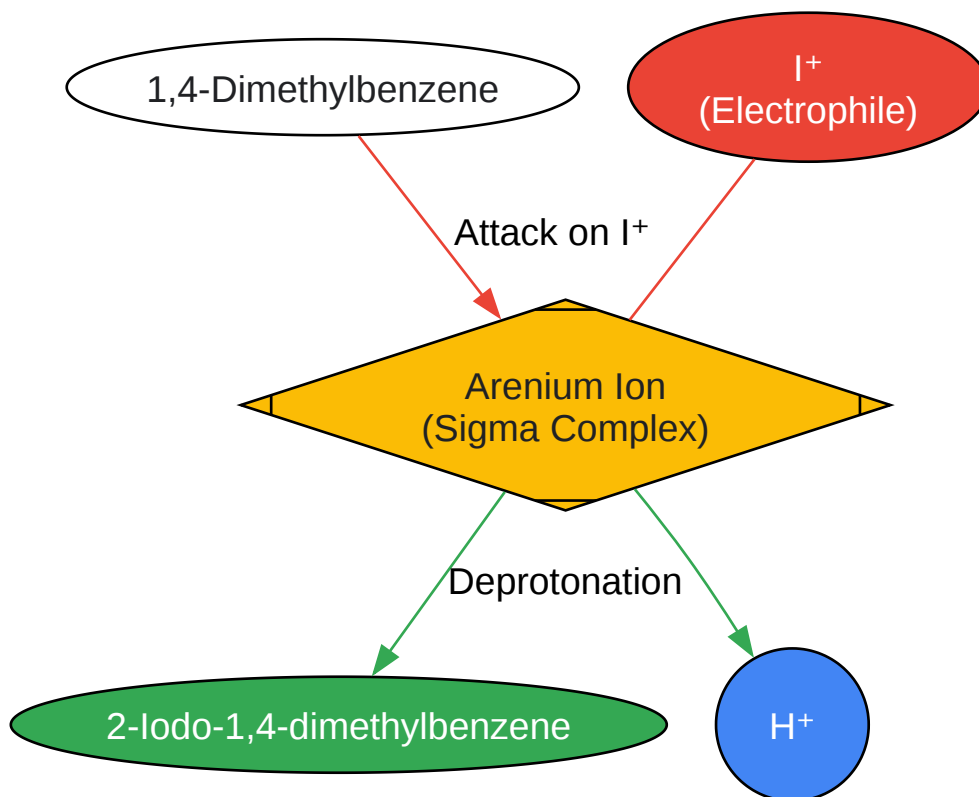 1,4-Dimethylbenzene
I⁺
(Electrophile)
Attack on I⁺
Arenium Ion
(Sigma Complex)
Deprotonation
2-Iodo-1,4-dimethylbenzene
H⁺